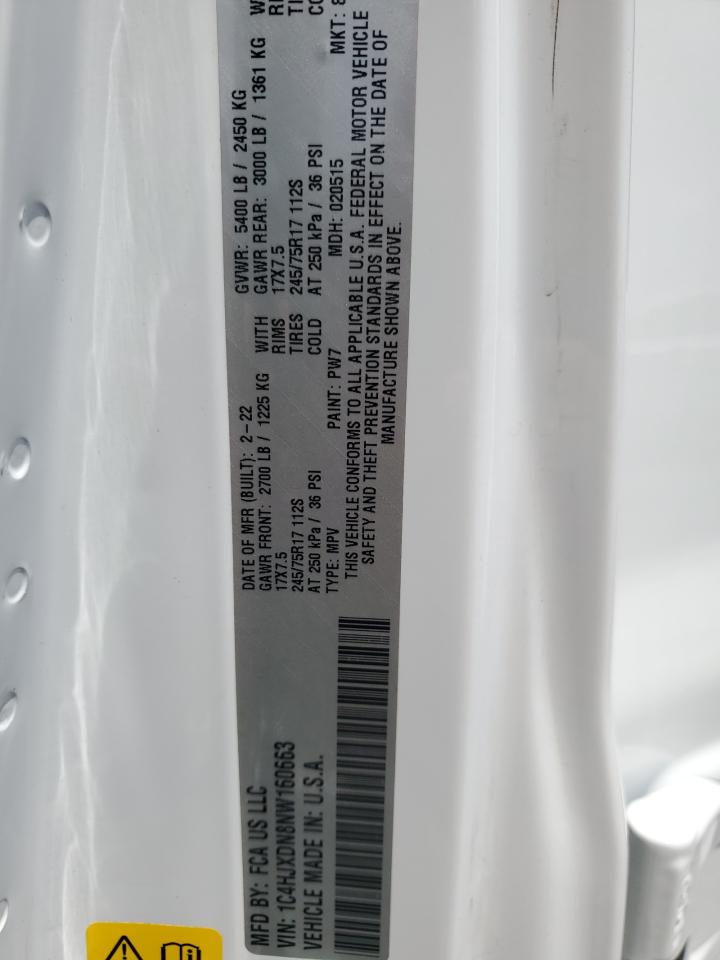 MFD BY: FCA US LLC
DATE OF MFR (BUILT): 2-22 GVWR: 5400 LB / 2450 KG
GAWR FRONT: 2700 LB / 1225 KG WITH GAWR REAR: 3000 LB / 1361 KG
17X7.5 RIMS 17X7.5
245/75R17 112S TIRES 245/75R17 112S
AT 250 kPa / 36 PSI COLD AT 250 kPa / 36 PSI
VIN: 1C4HJXDN8NW160663
TYPE: MPV PAINT: PW7 MDH: 020515 MKT:
VEHICLE MADE IN: U.S.A.
THIS VEHICLE CONFORMS TO ALL APPLICABLE U.S.A. FEDERAL MOTOR VEHICLE
SAFETY AND THEFT PREVENTION STANDARDS IN EFFECT ON THE DATE OF
MANUFACTURE SHOWN ABOVE.